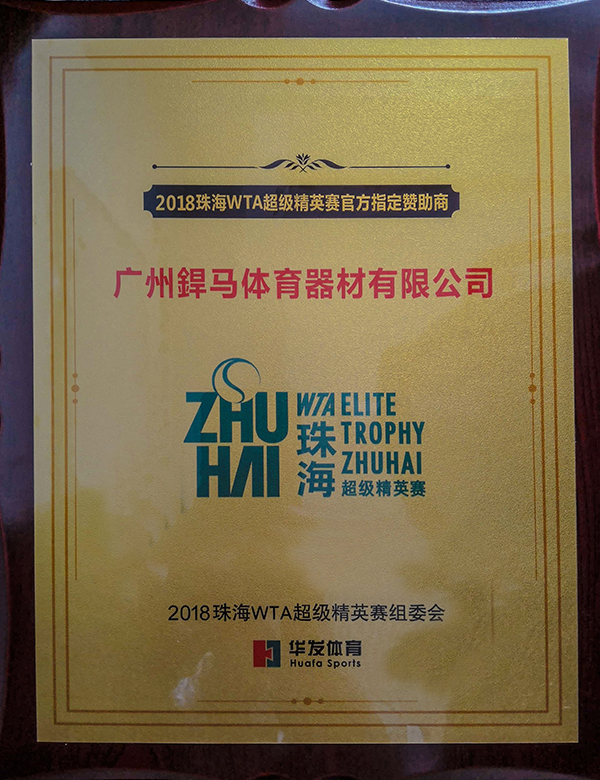 2018珠海WTA超级精英赛官方指定赞助商
广州銲马体育器材有限公司
ZHU WTA ELITE
HAI 珠海 TROPHY
ZHUHAI
超级精英赛
2018珠海WTA超级精英赛组委会
华发体育
Huafa Sports